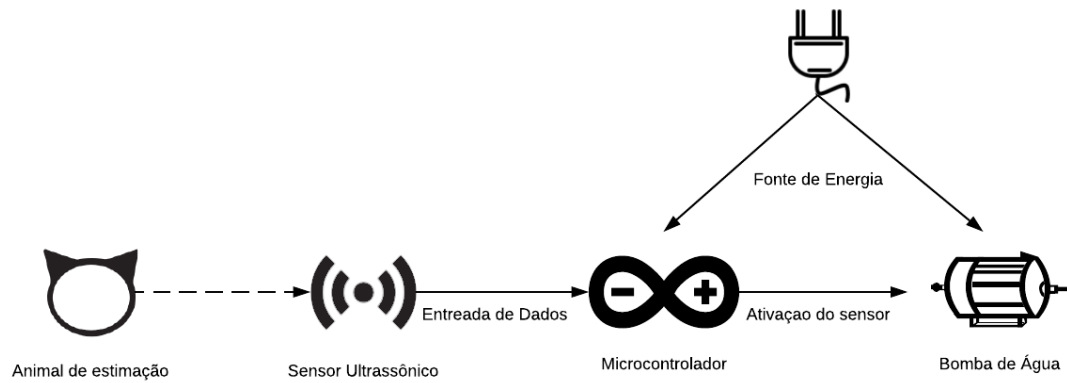 Fonte de Energia
Entreada de Dados
Ativaçao do sensor
Animal de estimação
Sensor Ultrassônico
Microcontrolador
Bomba de Água